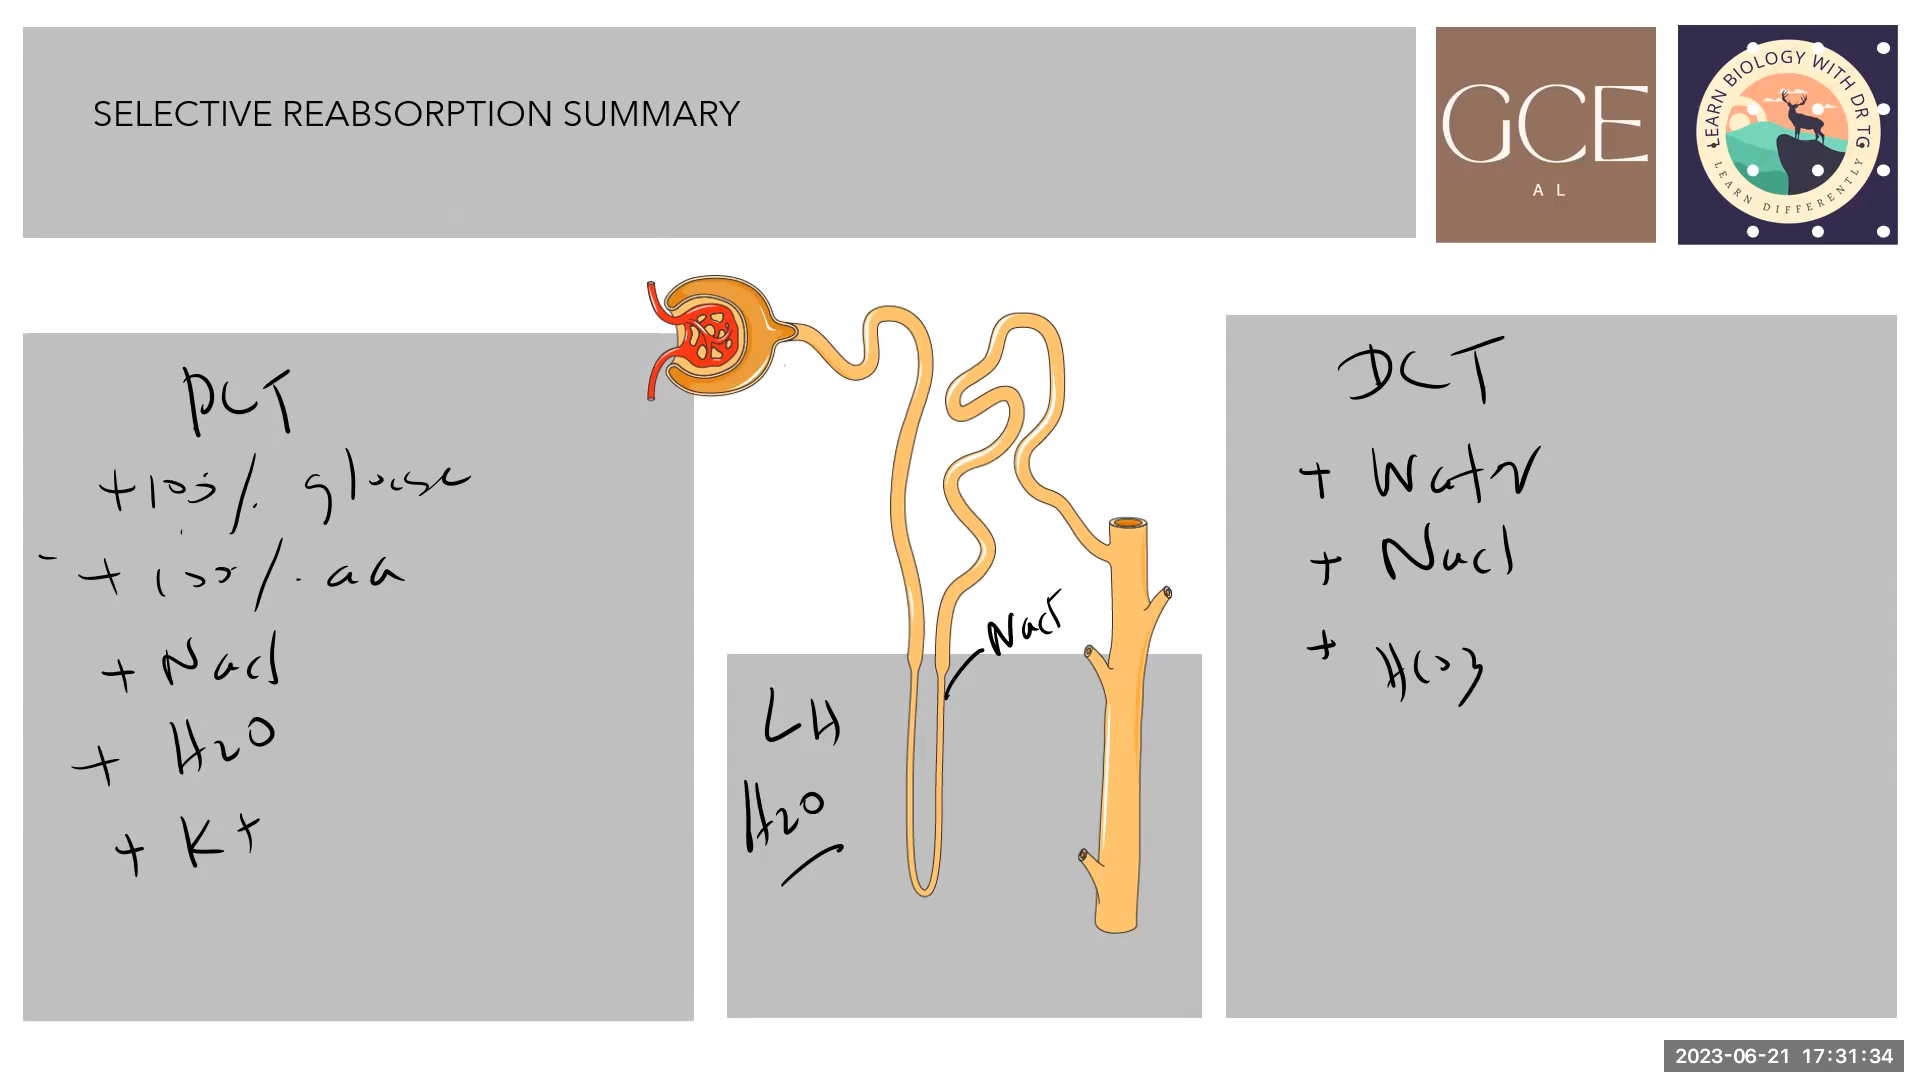 SELECTIVE REABSORPTION SUMMARY
GCE
AL
LEARN BIOLOGY WITH DR TG
LEARN DIFFERENTLY
PCT
+ 100%. glucose
+ 100%. aa
+ Nacl
+ H2O
+ K+
Nacl
LH
H2O
DCT
+ Water
+ Nacl
+ HCO3
2023-06-21 17:31:34